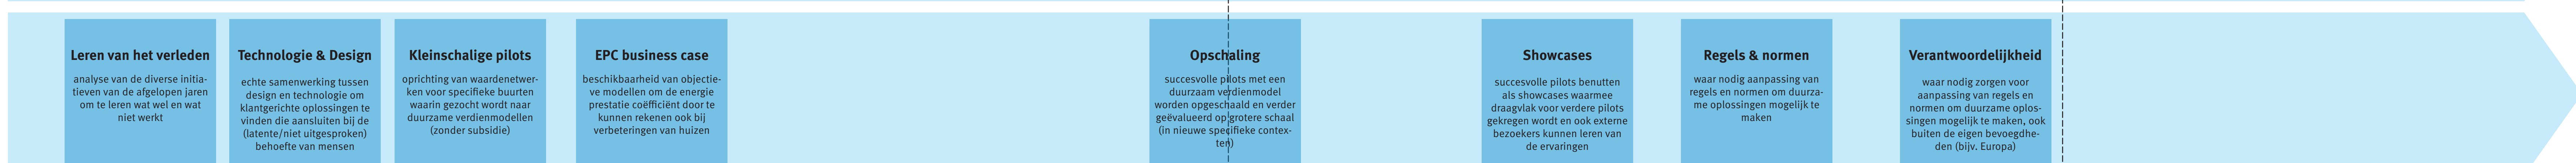 Leren van het verleden
analyse van de diverse initia-
tieven van de afgelopen jaren
om te leren wat wel en wat
niet werkt
Technologie & Design
echte samenwerking tussen
design en technologie om
klantgerichte oplossingen te
vinden die aansluiten bij de
(latente/niet uitgesproken)
behoefte van mensen
Kleinschalige pilots
oprichting van waardenetwer-
ken voor specifieke buurten
waarin gezocht wordt naar
duurzame verdienmodellen
(zonder subsidie)
EPC business case
beschikbaarheid van objectie-
ve modellen om de energie
prestatie coëfficiënt door te
kunnen rekenen ook bij
verbeteringen van huizen
Opschaling
succesvolle pilots met een
duurzaam verdienmodel
worden opgeschaald en verder
geëvalueerd op grotere schaal
(in nieuwe specifieke contex-
ten)
Showcases
succesvolle pilots benutten
als showcases waarmee
draagvlak voor verdere pilots
gekregen wordt en ook externe
bezoekers kunnen leren van
de ervaringen
Regels & normen
waar nodig aanpassing van
regels en normen om duurza-
me oplossingen mogelijk te
maken
Verantwoordelijkheid
waar nodig zorgen voor
aanpassing van regels en
normen om duurzame oplos-
singen mogelijk te maken, ook
buiten de eigen bevoegdhe-
den (bijv. Europa)